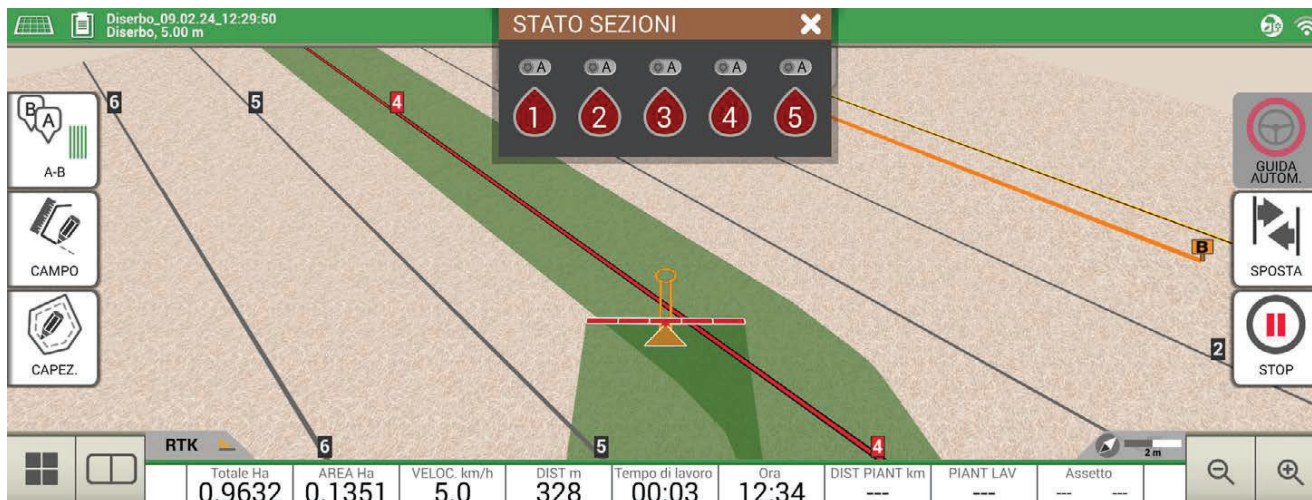 Diserbo_09.02.24_12:29:50
Diserbo, 5.00 m
STATO SEZIONI
A A A A A
1 2 3 4 5
6 5 4
B A
A-B
CAMPO
CAPEZ.
GUIDA
AUTOM.
B
SPOSTA
2
STOP
6 5 4
RTK
2 m
Totale Ha AREA Ha VELOC. km/h DIST m Tempo di lavoro Ora DIST PIANT km PIANT LAV Assetto
0.9632 0.1351 5.0 328 00:03 12:34 --- --- --- ---